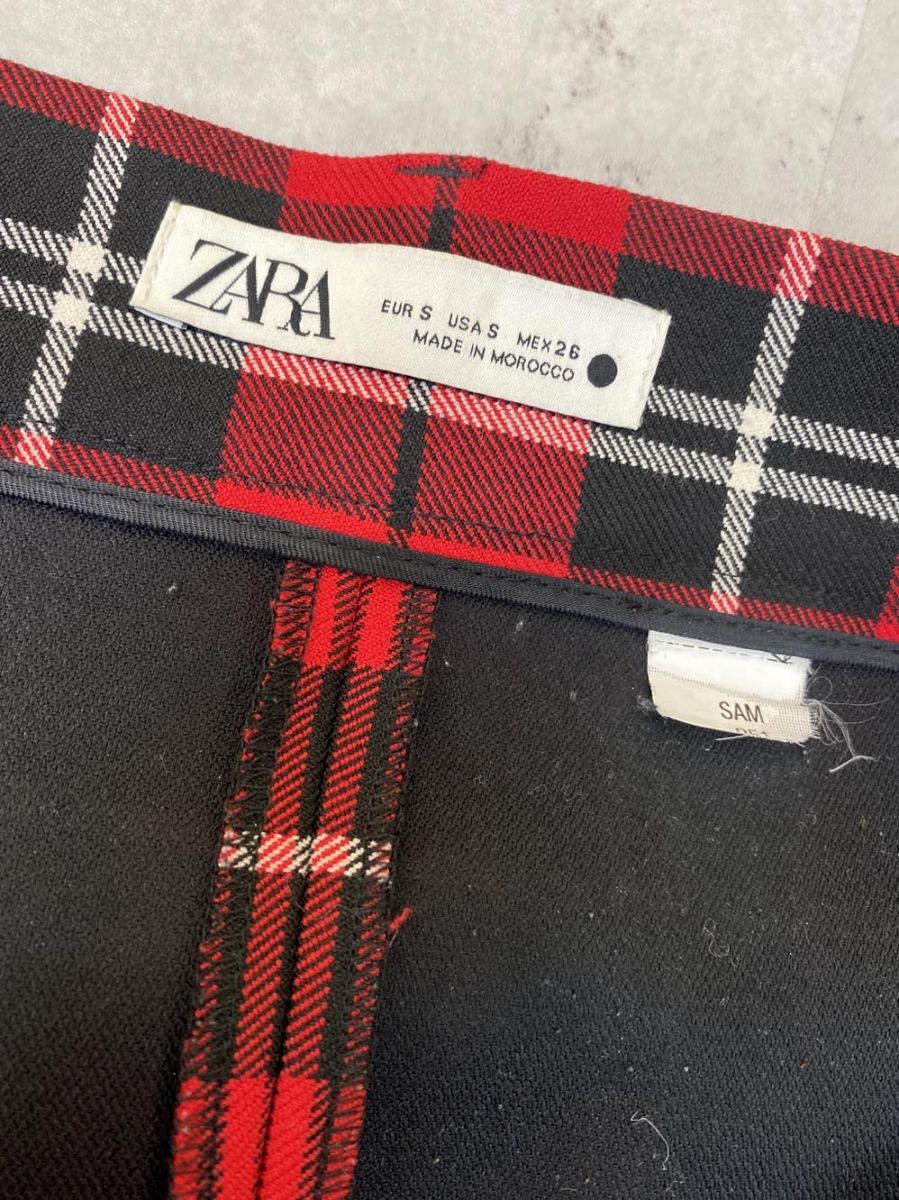 ZARA
EUR S USA S MEX 26
MADE IN MOROCCO
SAM